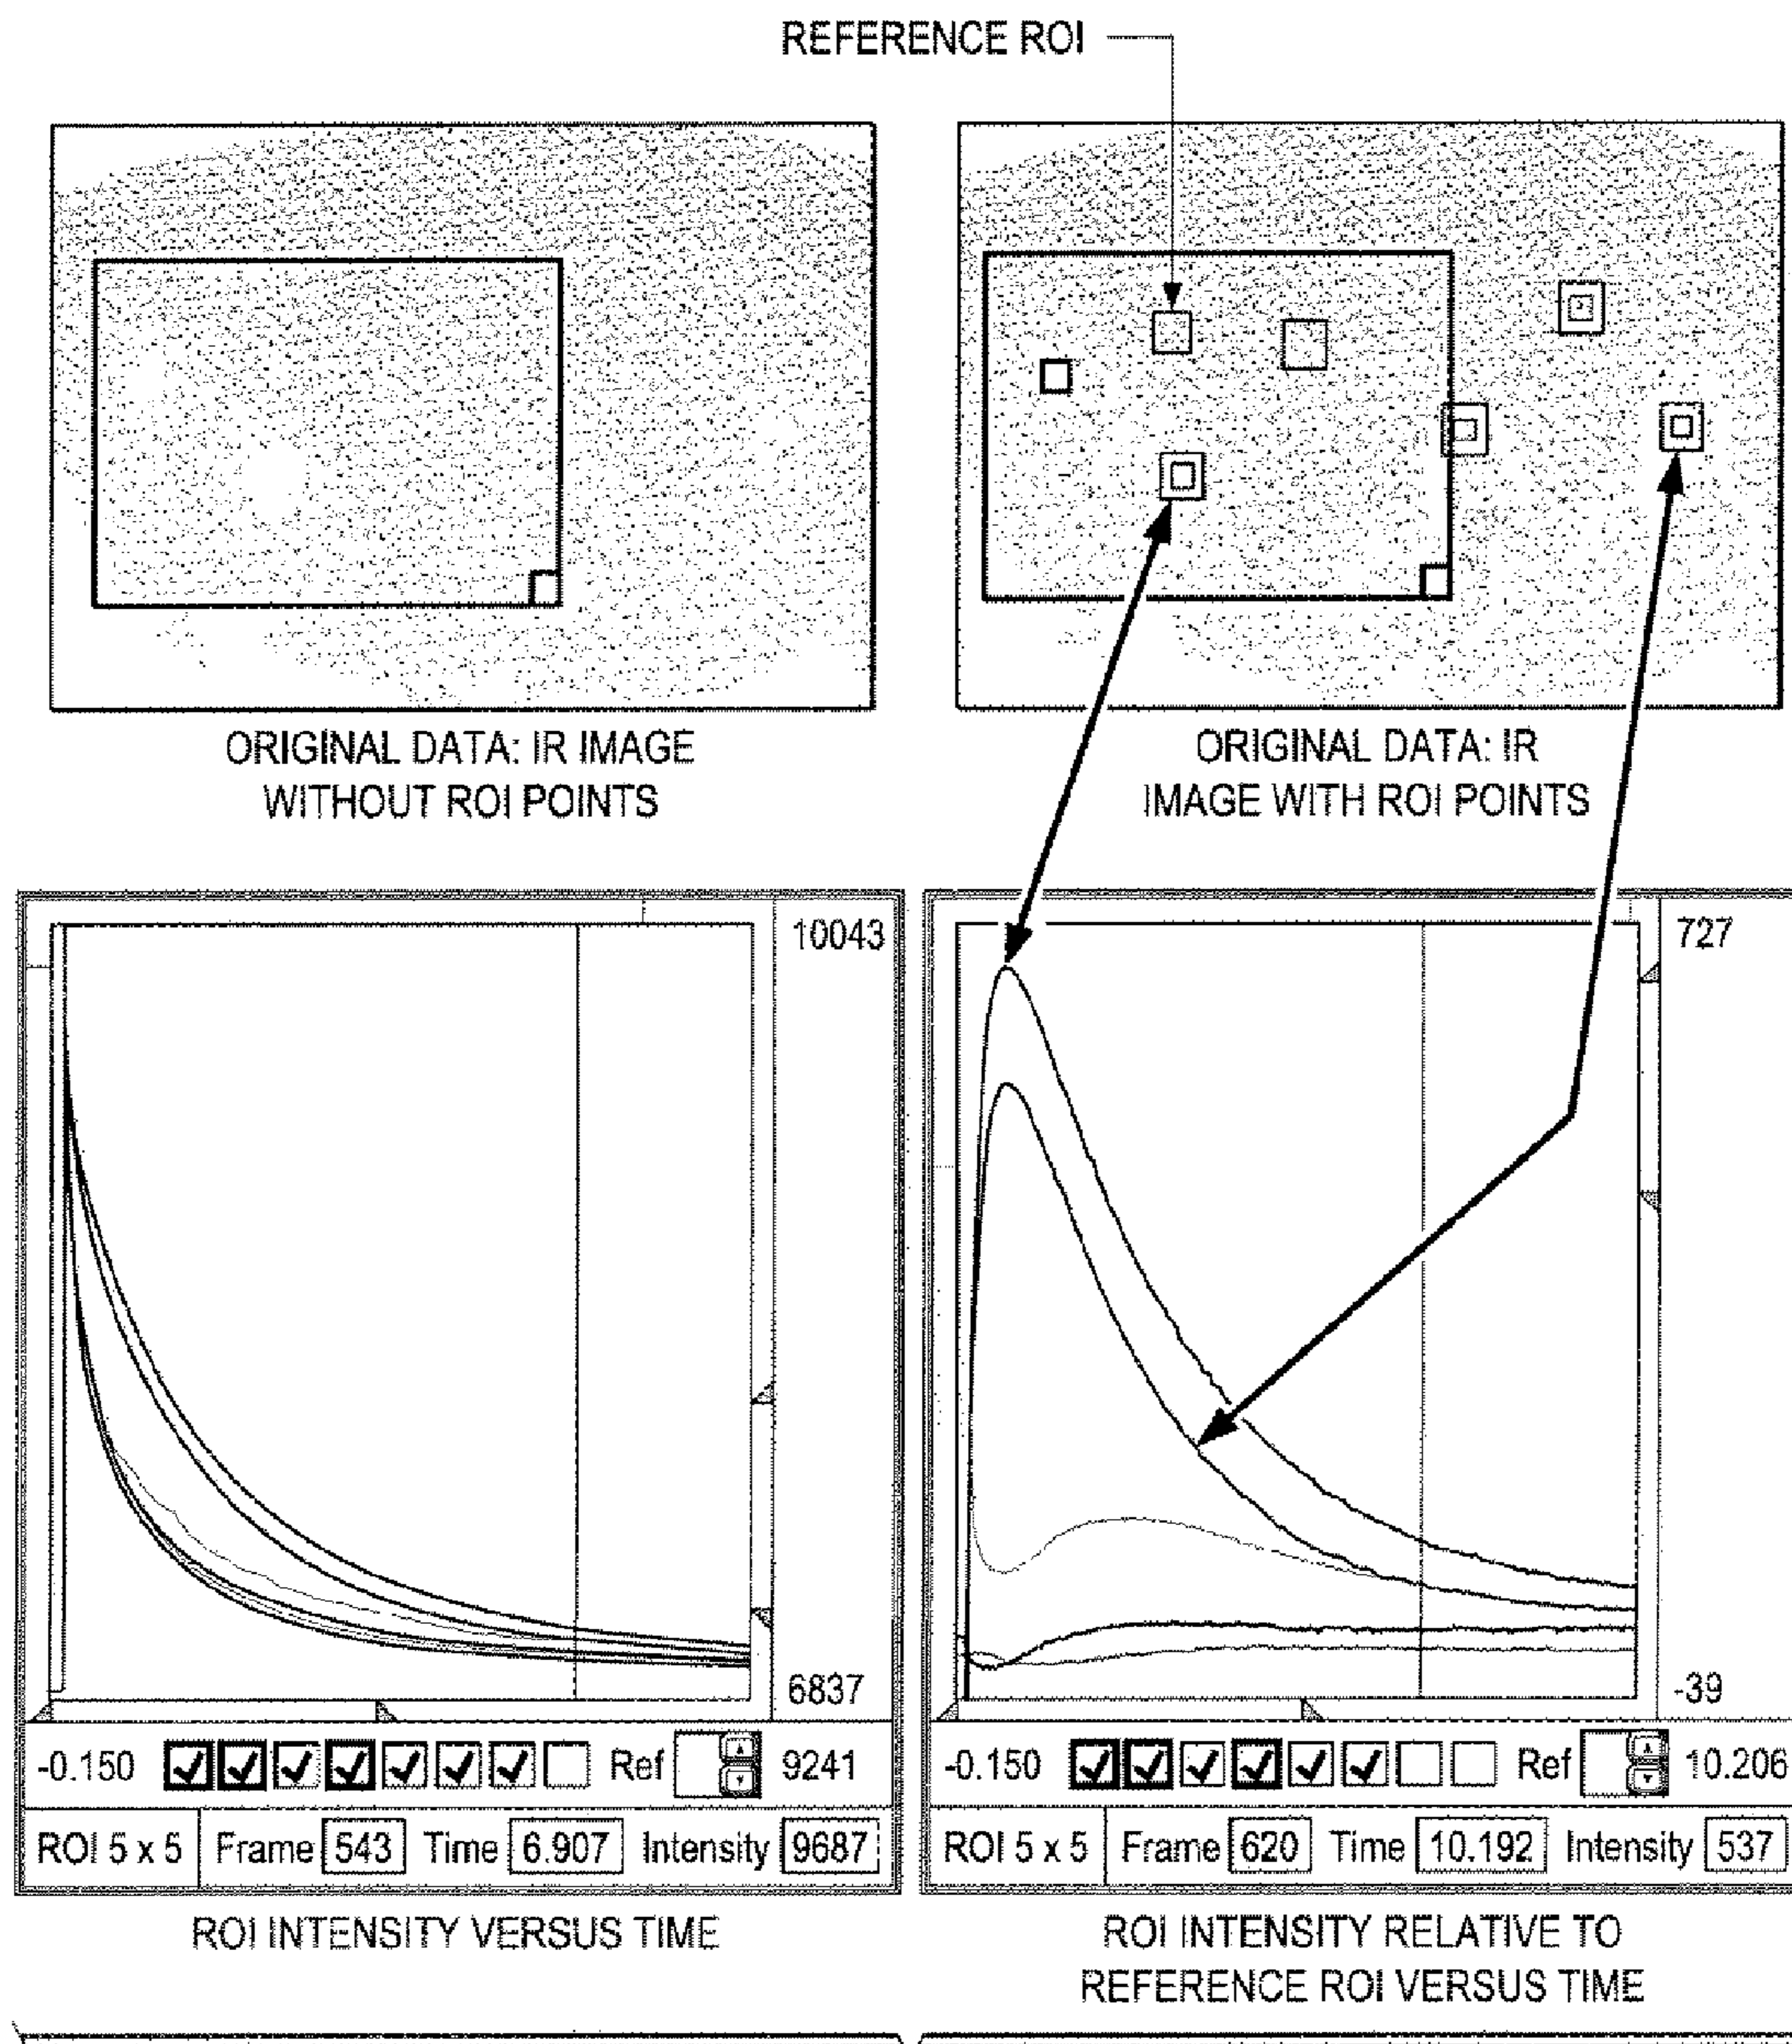 REFERENCE ROI
ORIGINAL DATA: IR IMAGE
WITHOUT ROI POINTS
ORIGINAL DATA: IR
IMAGE WITH ROI POINTS
10043
6837
-0.150 Ref 9241
ROI 5 x 5 Frame 543 Time 6.907 Intensity 9687
ROI INTENSITY VERSUS TIME
727
-39
-0.150 Ref 10.206
ROI 5 x 5 Frame 620 Time 10.192 Intensity 537
ROI INTENSITY RELATIVE TO
REFERENCE ROI VERSUS TIME